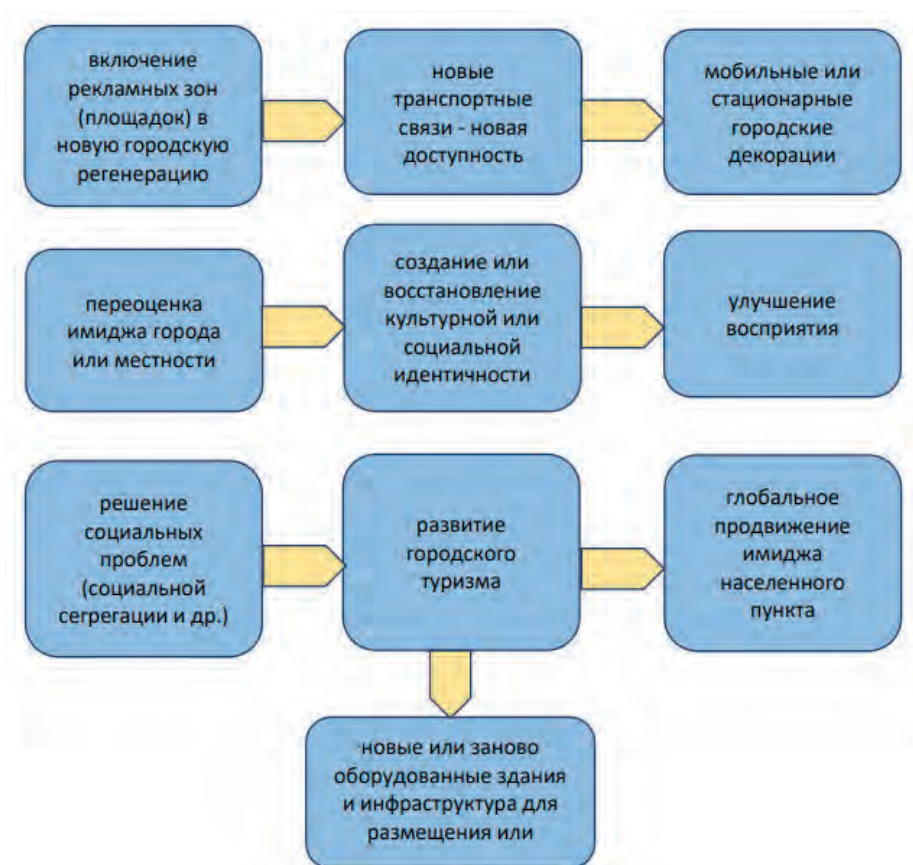 включение
рекламных зон
(площадок) в
новую городскую
регенерацию
новые
транспортные
связи - новая
доступность
мобильные или
стационарные
городские
декорации
переоценка
имиджа города
или местности
создание или
восстановление
культурной или
социальной
идентичности
улучшение
восприятия
решение
социальных
проблем
(социальной
сегрегации и др.)
развитие
городского
туризма
глобальное
продвижение
имиджа
населенного
пункта
новые или заново
оборудованные здания
и инфраструктура для
размещения или